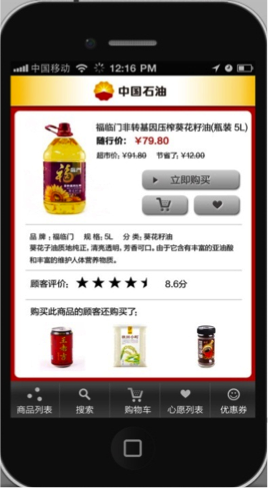 中国移动 12:16 PM
中国石油
福临门非转基因压榨葵花籽油(瓶装 5L)
随行价: ¥79.80
超市价: ¥91.80 节省了: ¥12.00
立即购买
品 牌：福临门 规 格：5L 分 类：葵花籽油
葵花子油质地纯正，清亮透明，芳香可口。由于它含有丰富的亚油酸
和丰富的维护人体营养物质。
顾客评价： 8.6分
购买此商品的顾客还购买了：
福
王老吉
商品列表 搜索 购物车 心愿列表 优惠券